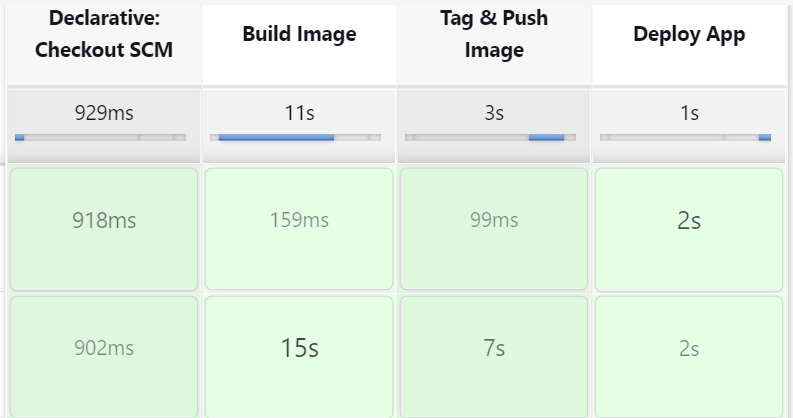 Declarative:
Checkout SCM
Build Image
Tag & Push
Image
Deploy App
929ms
11s
3s
1s
918ms
159ms
99ms
2s
902ms
15s
7s
2s